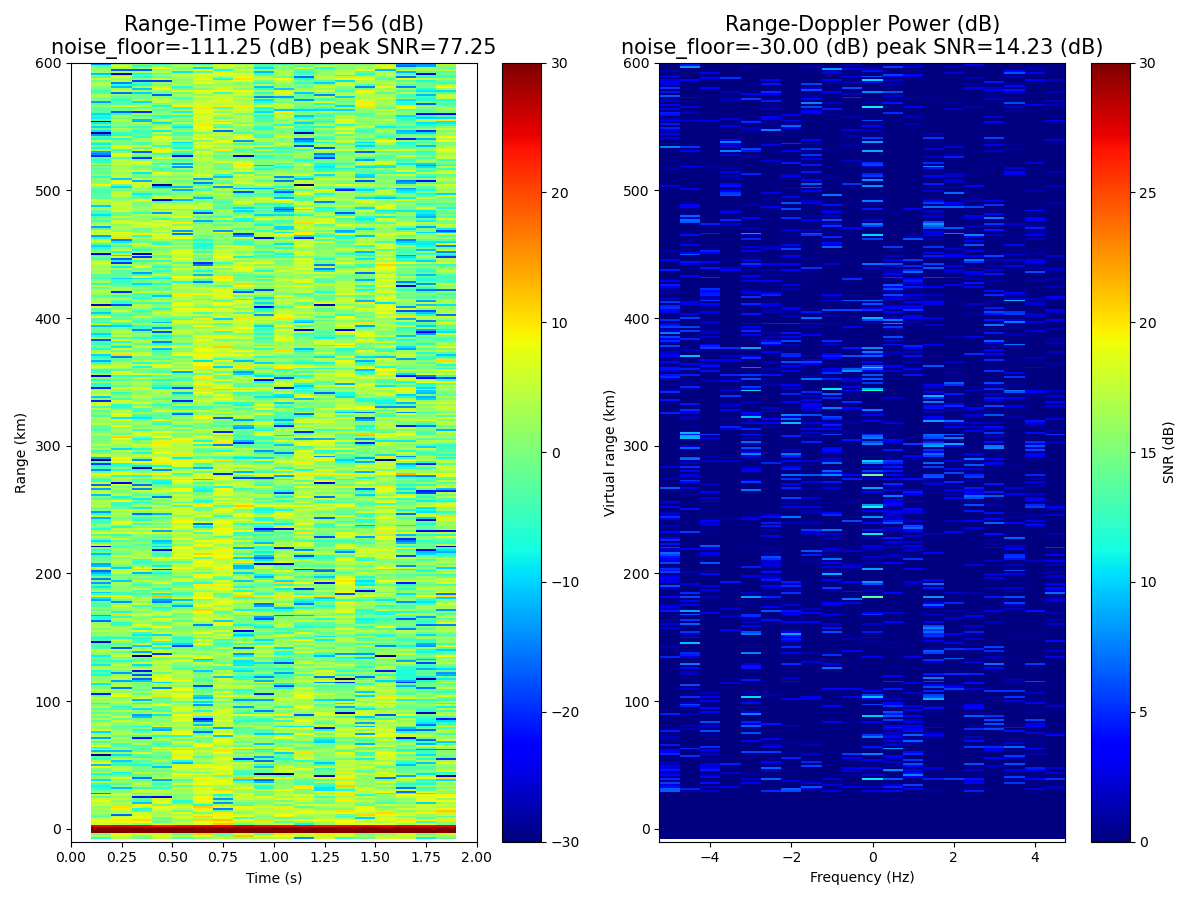 Range-Time Power f=56 (dB)
noise_floor=-111.25 (dB) peak SNR=77.25
Range (km)
600
500
400
300
200
100
0
0.00 0.25 0.50 0.75 1.00 1.25 1.50 1.75 2.00
Time (s)
30
20
10
0
−10
−20
−30
Range-Doppler Power (dB)
noise_floor=-30.00 (dB) peak SNR=14.23 (dB)
Virtual range (km)
600
500
400
300
200
100
0
−4 −2 0 2 4
Frequency (Hz)
30
25
20
15
10
5
0
SNR (dB)